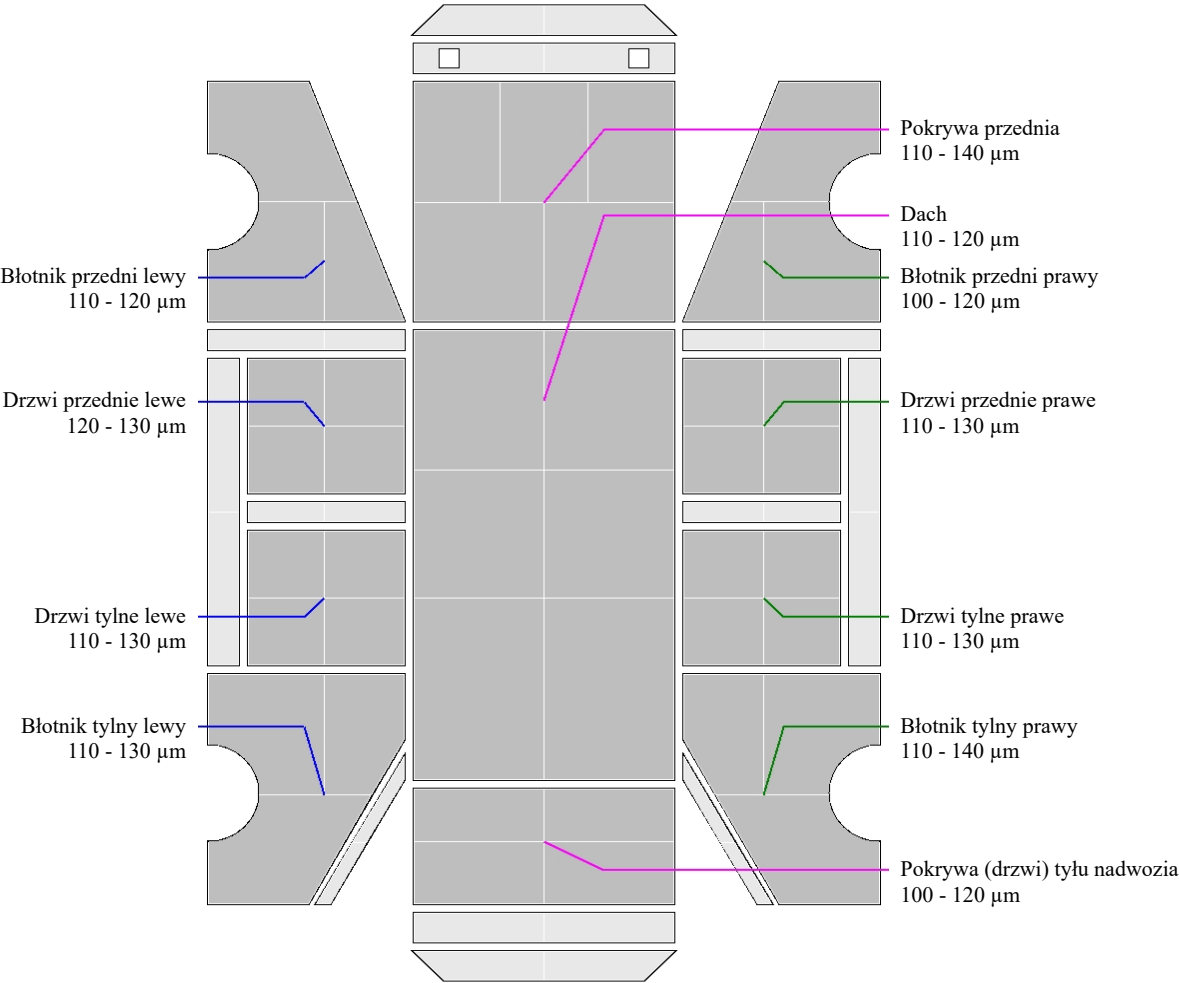 Pokrywa przednia
110 - 140 µm
Dach
110 - 120 µm
Błotnik przedni lewy
110 - 120 µm
Błotnik przedni prawy
100 - 120 µm
Drzwi przednie lewe
120 - 130 µm
Drzwi przednie prawe
110 - 130 µm
Drzwi tylne lewe
110 - 130 µm
Drzwi tylne prawe
110 - 130 µm
Błotnik tylny lewy
110 - 130 µm
Błotnik tylny prawy
110 - 140 µm
Pokrywa (drzwi) tyłu nadwozia
100 - 120 µm